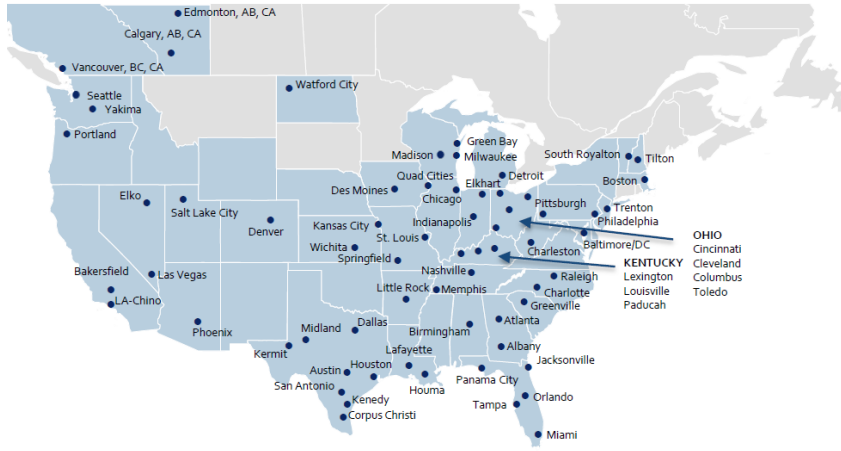 Edmonton, AB, CA
Calgary, AB, CA
Vancouver, BC, CA
Seattle
Yakima
Portland
Watford City
Green Bay
Madison
Milwaukee
South Royalton
Tilton
Quad Cities
Detroit
Elkhart
Boston
Des Moines
Chicago
Pittsburgh
Elko
Salt Lake City
Trenton
Philadelphia
Denver
Kansas City
Indianapolis
St. Louis
Baltimore/DC
Wichita
Springfield
Charleston
OHIO
Cincinnati
Cleveland
Columbus
Toledo
KENTUCKY
Lexington
Louisville
Paducah
Bakersfield
Las Vegas
Nashville
Raleigh
LA-Chino
Little Rock
Memphis
Charlotte
Greenville
Phoenix
Midland
Dallas
Birmingham
Atlanta
Kermit
Lafayette
Albany
Austin
Houston
Jacksonville
San Antonio
Houma
Panama City
Kenedy
Orlando
Tampa
Corpus Christi
Miami